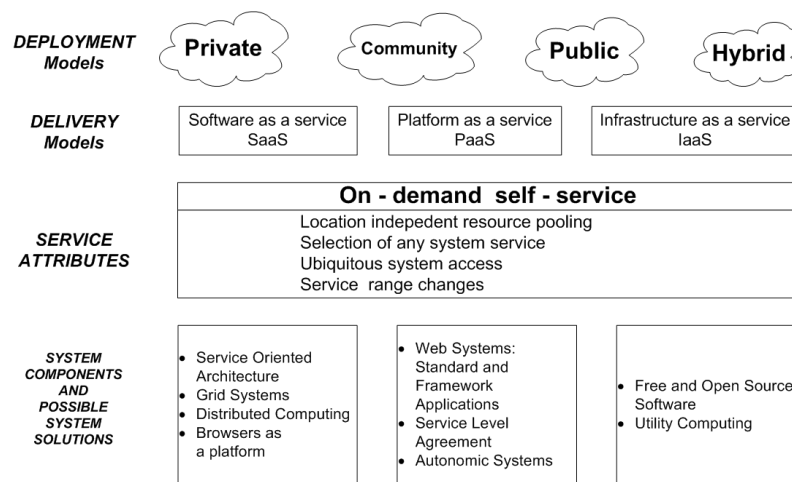 DEPLOYMENT
Models
Private
Community
Public
Hybrid
DELIVERY
Models
Software as a service
SaaS
Platform as a service
PaaS
Infrastructure as a service
IaaS
SERVICE
ATTRIBUTES
On - demand self - service
Location indepedent resource pooling
Selection of any system service
Ubiquitous system access
Service range changes
SYSTEM
COMPONENTS
AND
POSSIBLE
SYSTEM
SOLUTIONS
• Service Oriented
Architecture
• Grid Systems
• Distributed Computing
• Browsers as
a platform
• Web Systems:
Standard and
Framework
Applications
• Service Level
Agreement
• Autonomic Systems
• Free and Open Source
Software
• Utility Computing